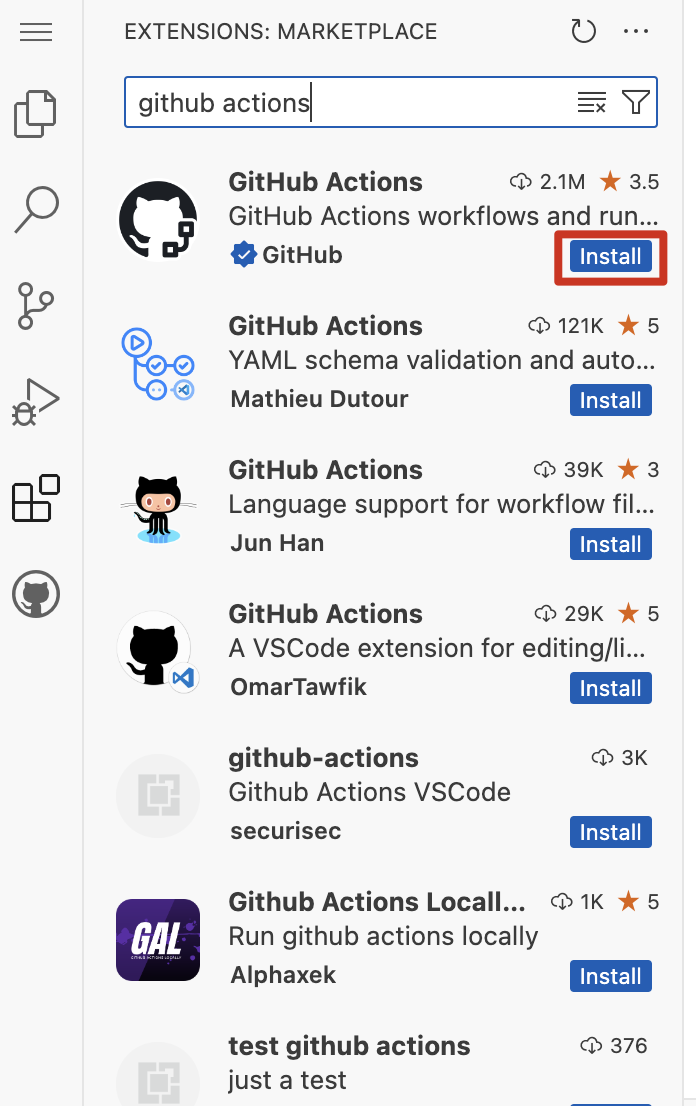 EXTENSIONS: MARKETPLACE
github actions
GitHub Actions 2.1M 3.5
GitHub Actions workflows and run...
GitHub Install
GitHub Actions 121K 5
YAML schema validation and auto...
Mathieu Dutour Install
GitHub Actions 39K 3
Language support for workflow fil...
Jun Han Install
GitHub Actions 29K 5
A VSCode extension for editing/li...
OmarTawfik Install
github-actions 3K
Github Actions VSCode
securisec Install
Github Actions Locall... 1K 5
GAL
GITHUB ACTIONS LOCALLY
Run github actions locally
Alphaxek Install
test github actions 376
just a test